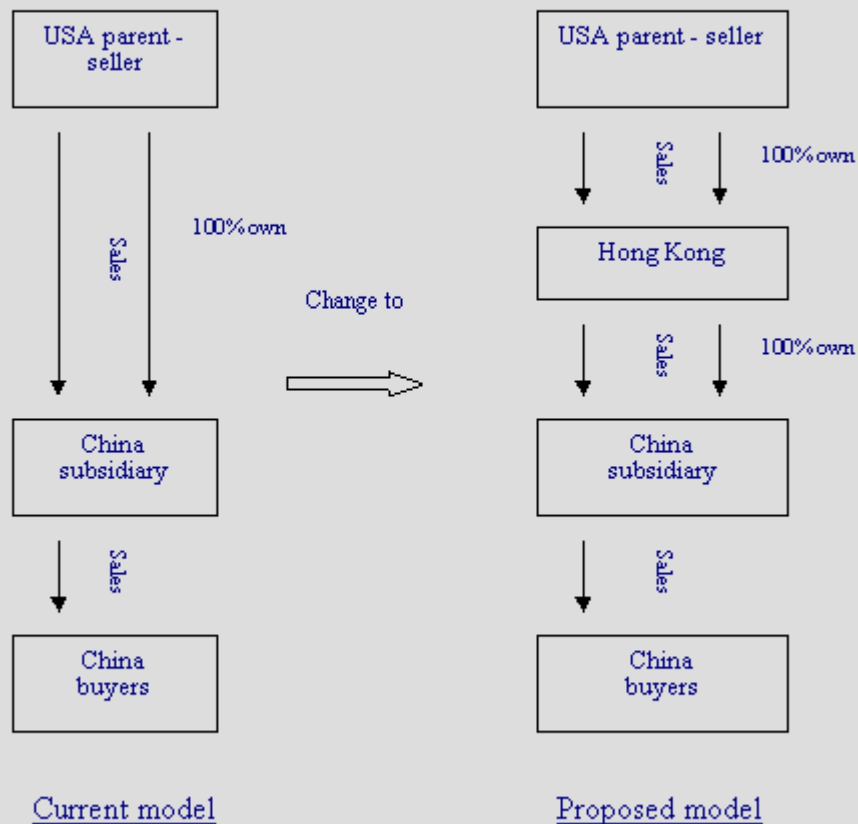 USA parent -
seller
Sales
100% own
China
subsidiary
Sales
China
buyers
Current model
Change to
USA parent - seller
Sales
100% own
Hong Kong
Sales
100% own
China
subsidiary
Sales
China
buyers
Proposed model